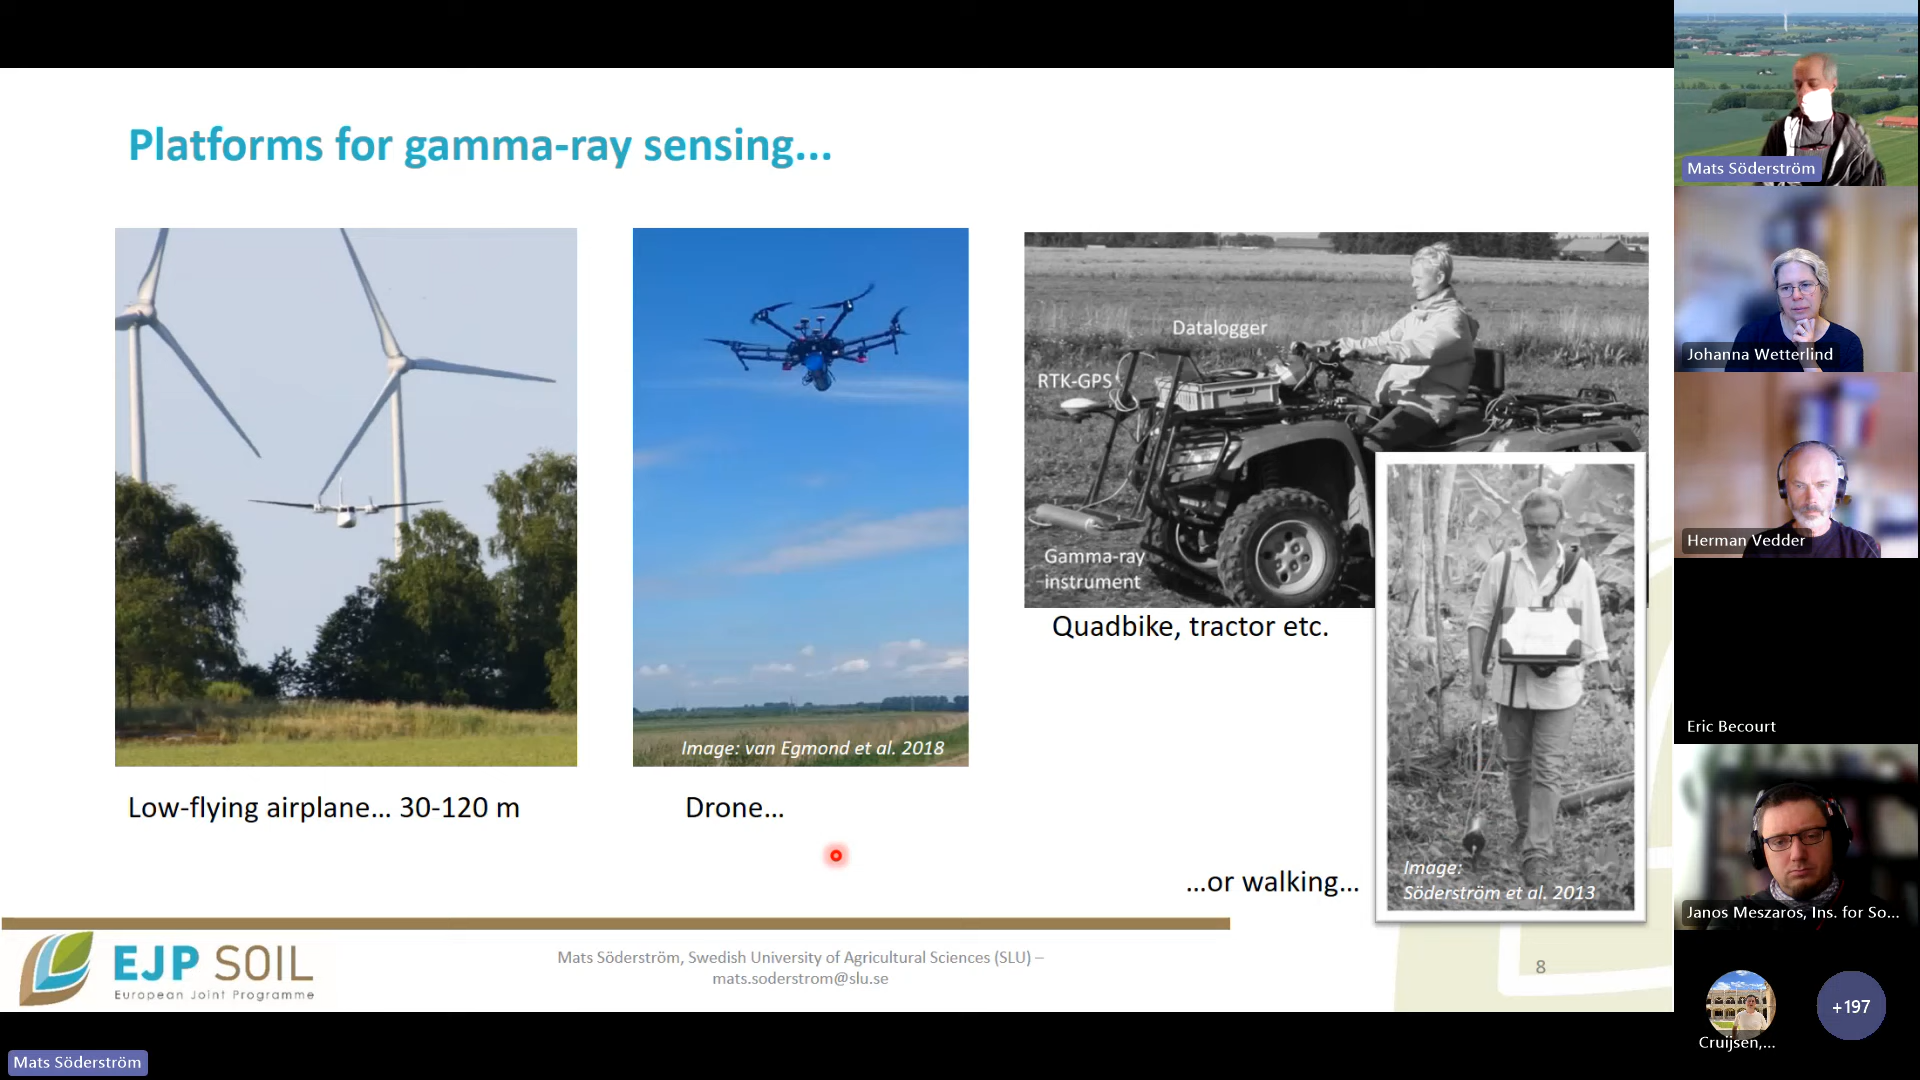 Platforms for gamma-ray sensing...
Datalogger
RTK-GPS
Gamma-ray
instrument
Image: van Egmond et al. 2018
Quadbike, tractor etc.
Low-flying airplane... 30-120 m
Drone...
...or walking...
Image:
Söderström et al. 2013
EJP SOIL
European Joint Programme
Mats Söderström, Swedish University of Agricultural Sciences (SLU) –
mats.soderstrom@slu.se
8
Mats Söderström
Mats Söderström
Johanna Wetterlind
Herman Vedder
Eric Becourt
Janos Meszaros, Ins. for So...
Cruijsen,...
+197